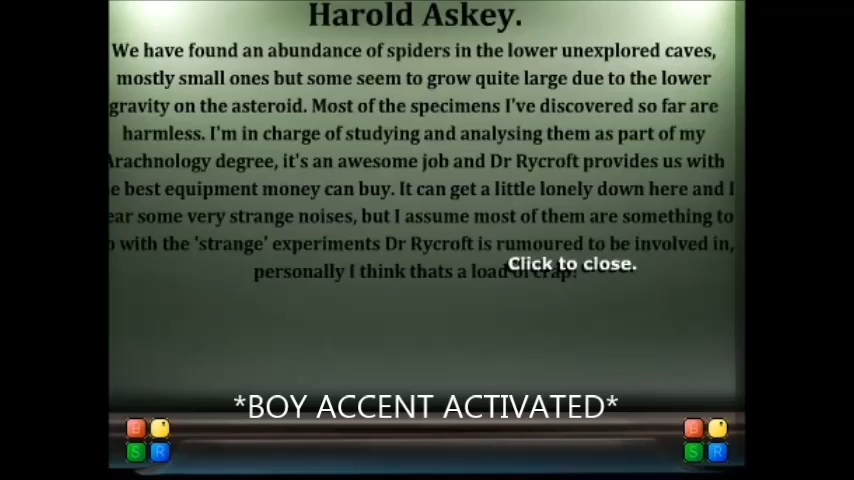 Harold Askey.
We have found an abundance of spiders in the lower unexplored caves,
mostly small ones but some seem to grow quite large due to the lower
gravity on the asteroid. Most of the specimens I've discovered so far are
harmless. I'm in charge of studying and analysing them as part of my
Arachnology degree, it's an awesome job and Dr Rycroft provides us with
e best equipment money can buy. It can get a little lonely down here and I
ear some very strange noises, but I assume most of them are something to
o with the 'strange' experiments Dr Rycroft is rumoured to be involved in,
personally I think thats a load of crap.
Click to close.
*BOY ACCENT ACTIVATED*
B
S R
B
S R